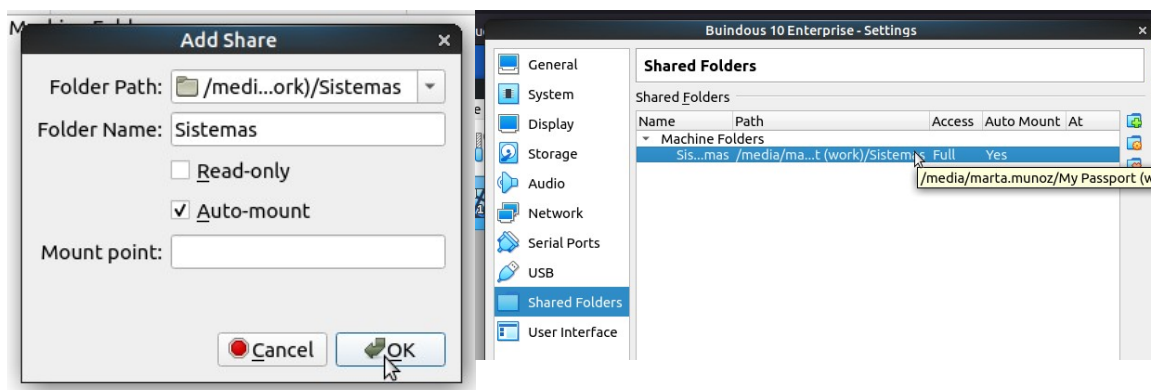 Add Share
Folder Path: /medi...ork)/Sistemas
Folder Name: Sistemas
Read-only
Auto-mount
Mount point:
Cancel
OK
Buindous 10 Enterprise - Settings
General
System
Display
Storage
Audio
Network
Serial Ports
USB
Shared Folders
User Interface
Shared Folders
Shared Folders
Name Path Access Auto Mount At
Machine Folders
Sis...mas /media/ma...t (work)/Sistemas Full Yes
/media/marta.munoz/My Passport (w